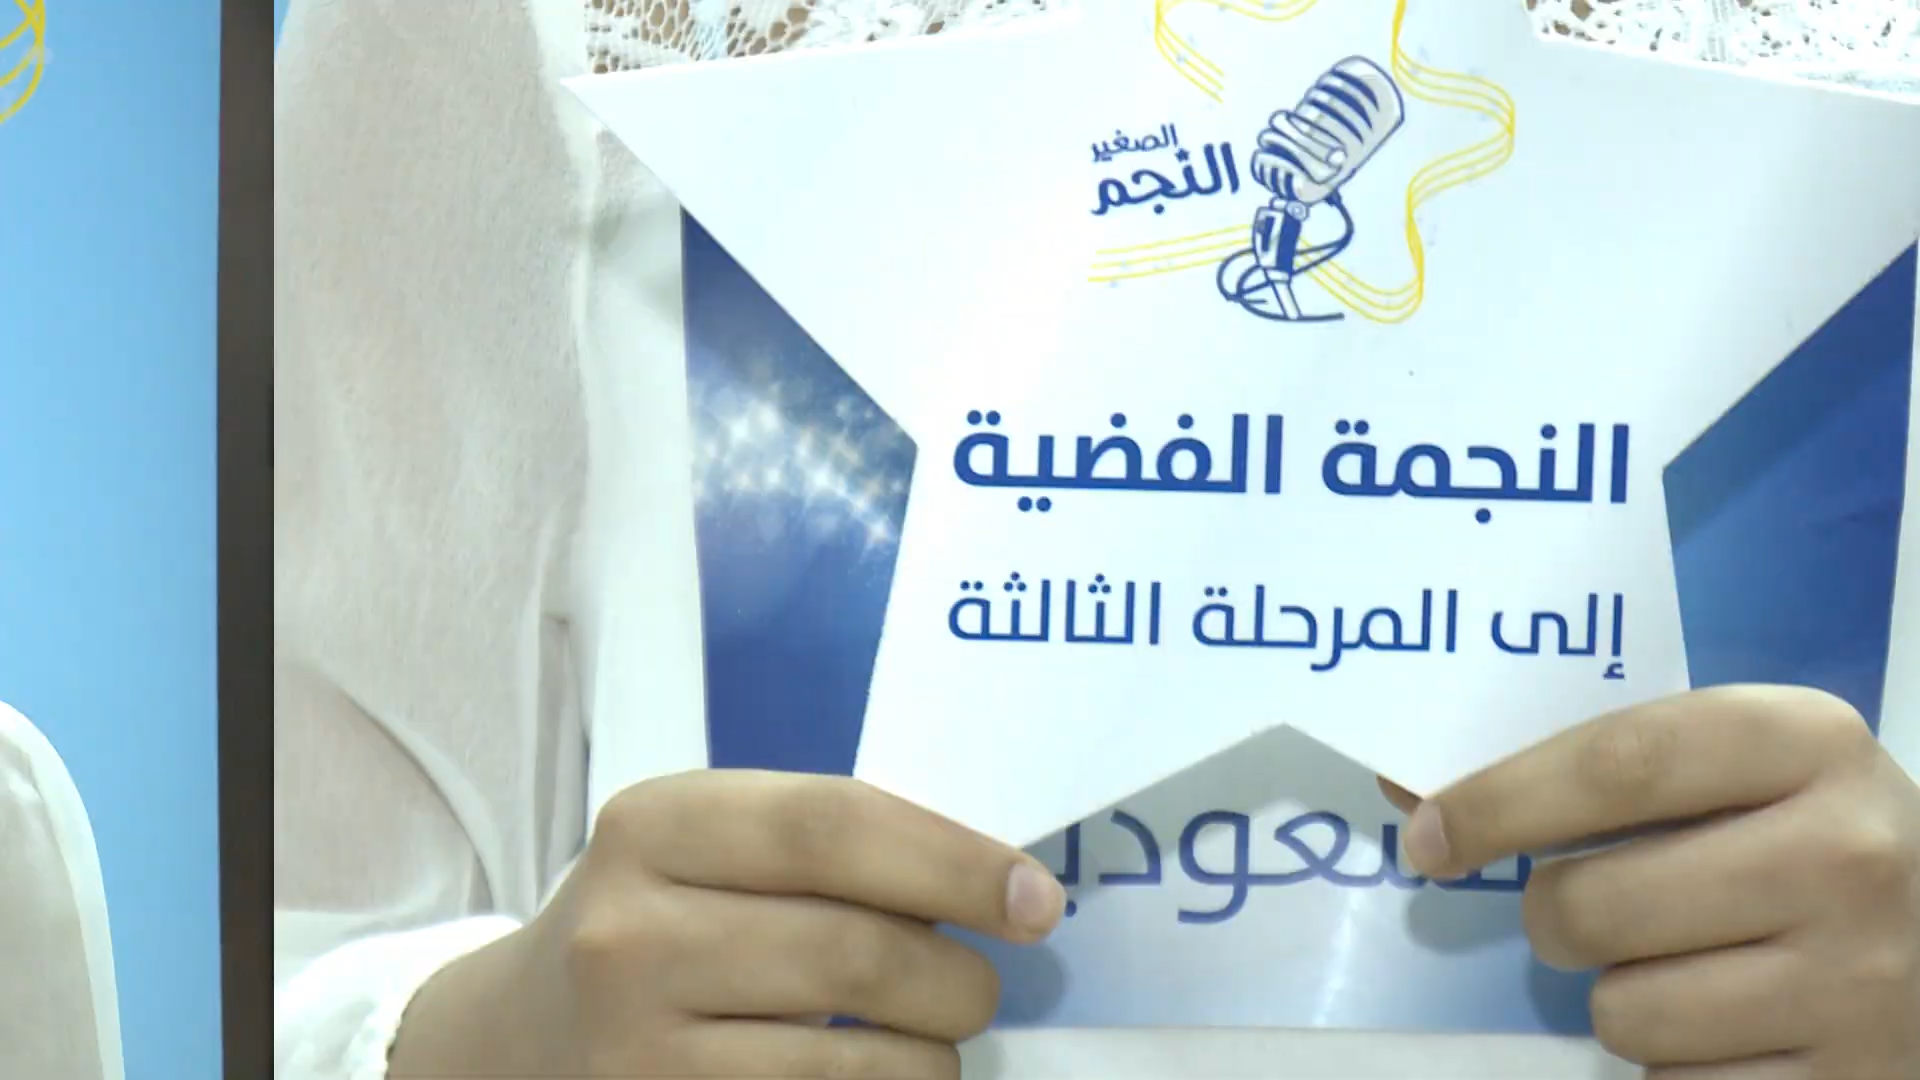 الصغير
النجم
النجمة الفضية
إلى المرحلة الثالثة